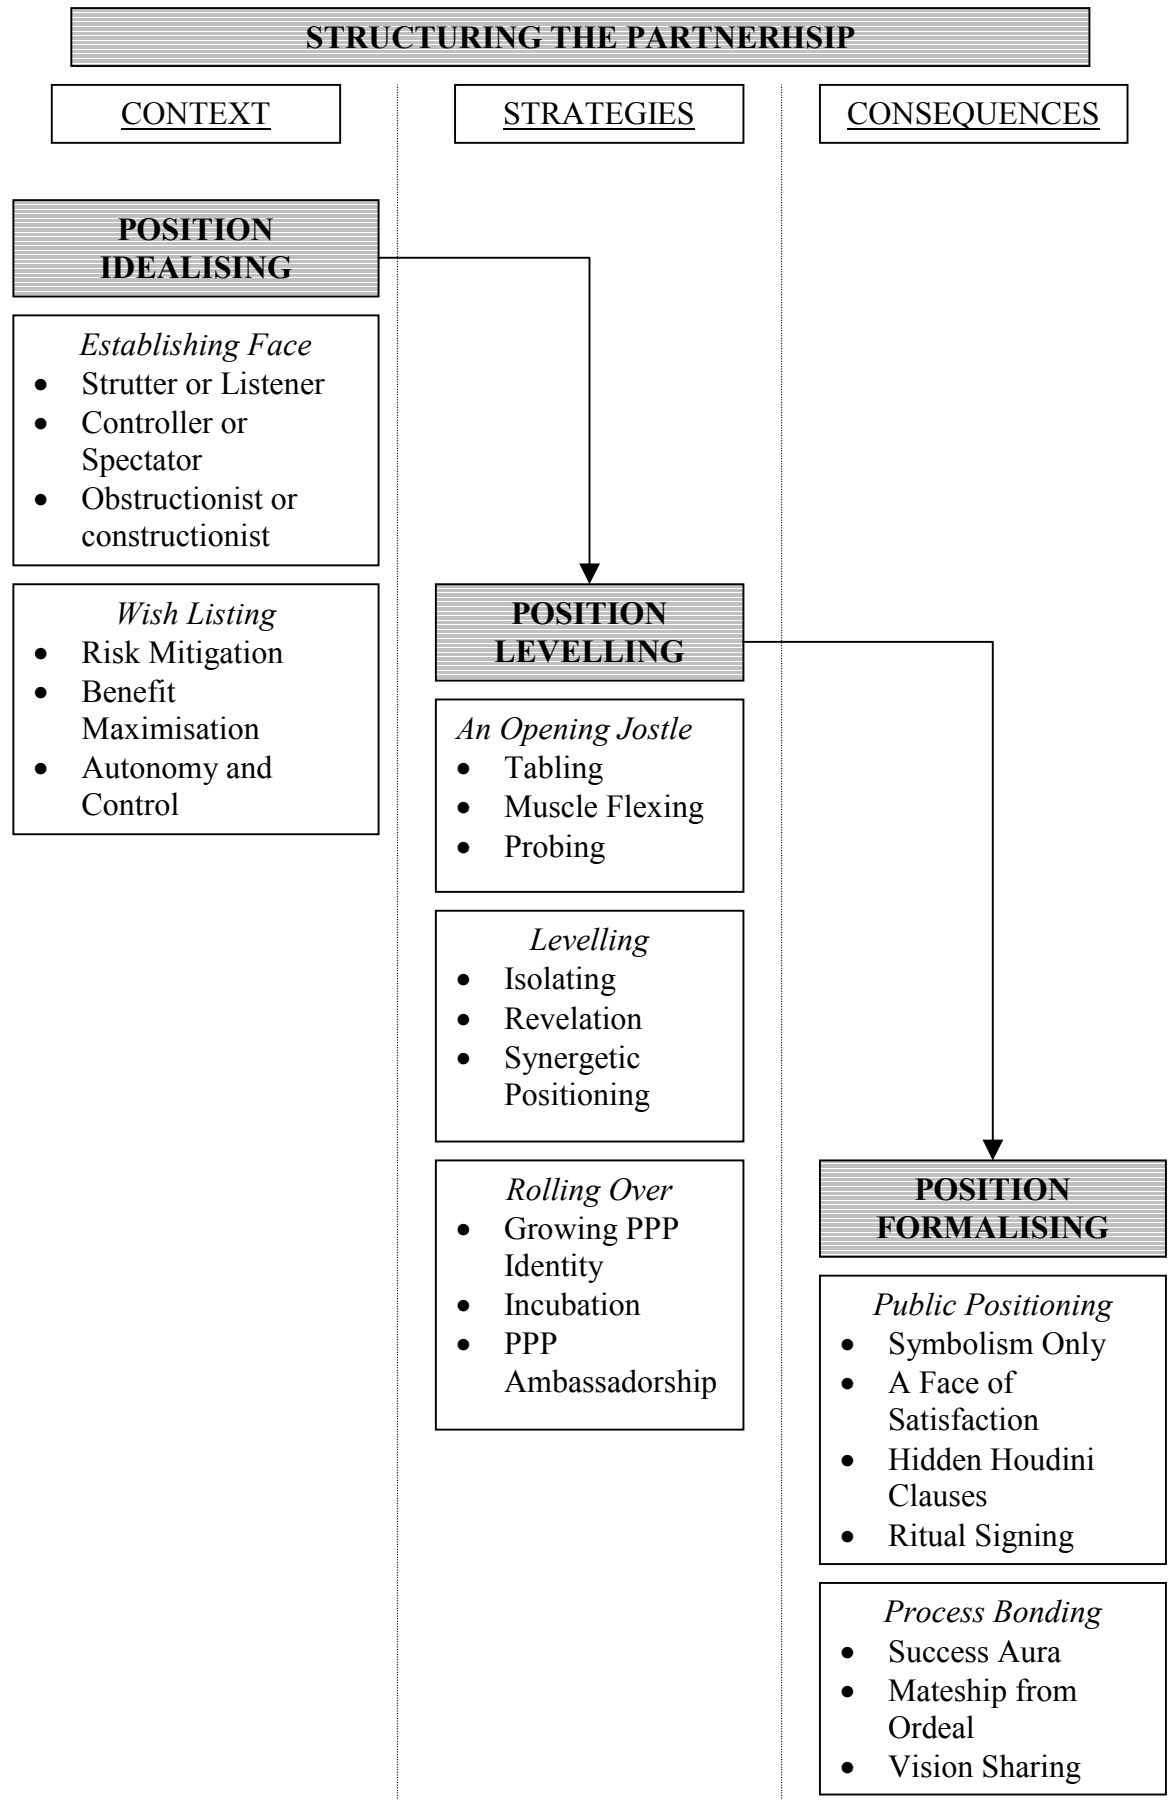 STRUCTURING THE PARTNERHSIP
CONTEXT
STRATEGIES
CONSEQUENCES
POSITION
IDEALISING
Establishing Face
• Strutter or Listener
• Controller or
Spectator
• Obstructionist or
constructionist
Wish Listing
• Risk Mitigation
• Benefit
Maximisation
• Autonomy and
Control
POSITION
LEVELLING
An Opening Jostle
• Tabling
• Muscle Flexing
• Probing
Levelling
• Isolating
• Revelation
• Synergetic
Positioning
Rolling Over
• Growing PPP
Identity
• Incubation
• PPP
Ambassadorship
POSITION
FORMALISING
Public Positioning
• Symbolism Only
• A Face of
Satisfaction
• Hidden Houdini
Clauses
• Ritual Signing
Process Bonding
• Success Aura
• Mateship from
Ordeal
• Vision Sharing